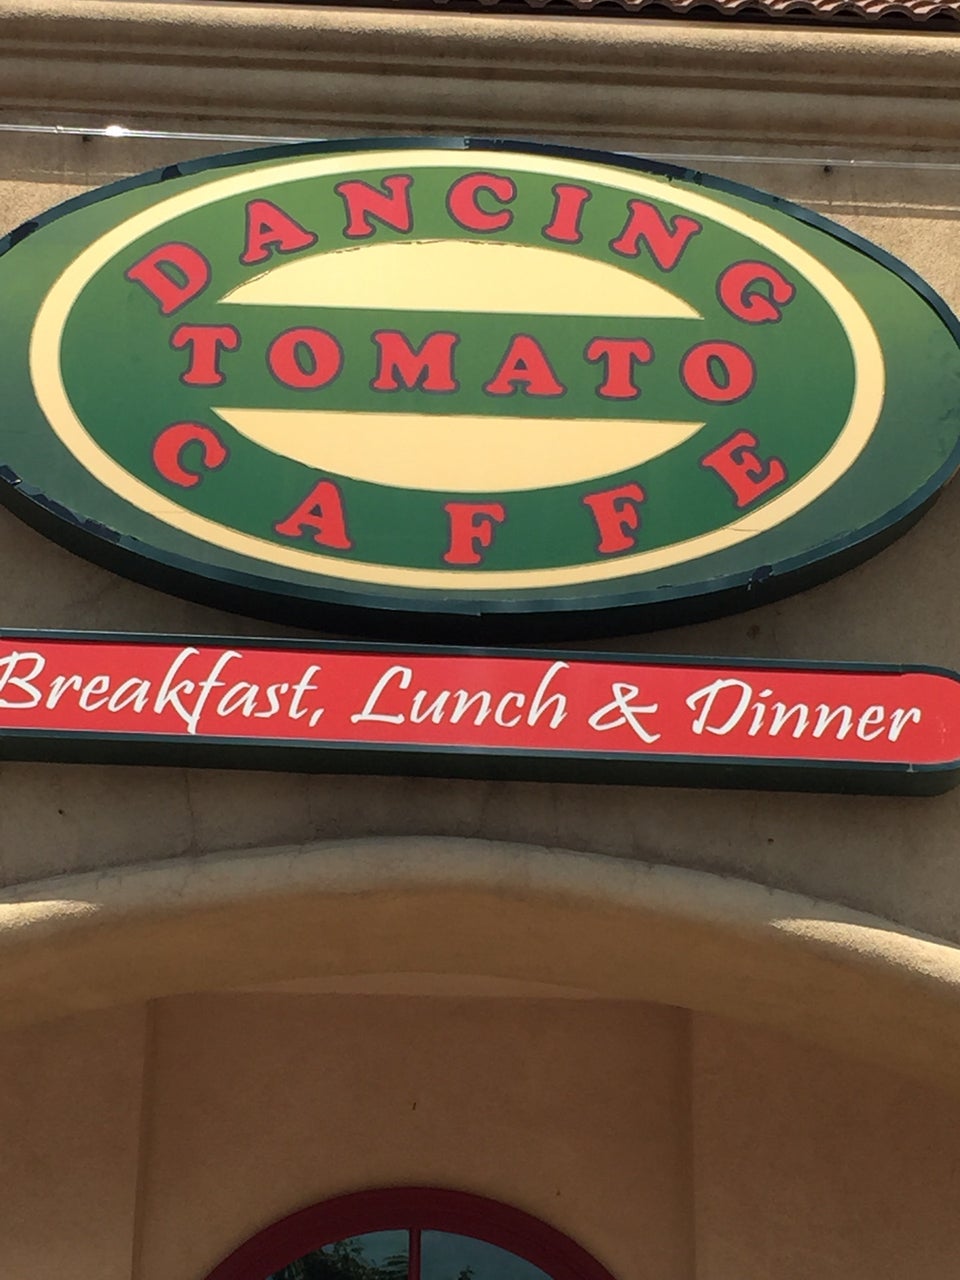 DANCING
TOMATO
CAFFE
Breakfast, Lunch & Dinner